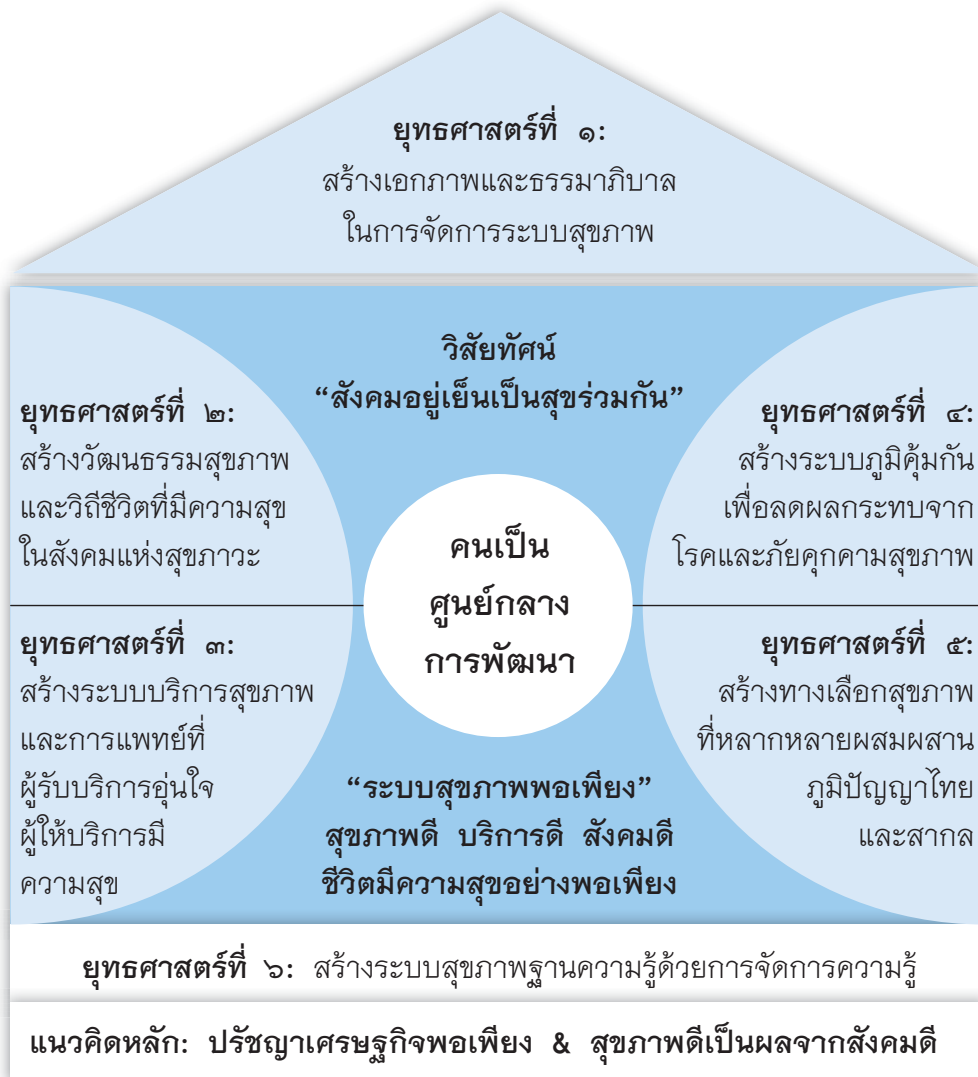 ยุทธศาสตร์ที่ ๑:
สร้างเอกภาพและธรรมาภิบาล
ในการจัดการระบบสุขภาพ
วิสัยทัศน์
“สังคมอยู่เย็นเป็นสุขร่วมกัน”
ยุทธศาสตร์ที่ ๒:
สร้างวัฒนธรรมสุขภาพ
และวิถีชีวิตที่มีความสุข
ในสังคมแห่งสุขภาวะ
ยุทธศาสตร์ที่ ๓:
สร้างระบบบริการสุขภาพ
และการแพทย์ที่
ผู้รับบริการอุ่นใจ
ผู้ให้บริการมี
ความสุข
คนเป็น
ศูนย์กลาง
การพัฒนา
ยุทธศาสตร์ที่ ๔:
สร้างระบบภูมิคุ้มกัน
เพื่อลดผลกระทบจาก
โรคและภัยคุกคามสุขภาพ
ยุทธศาสตร์ที่ ๕:
สร้างทางเลือกสุขภาพ
ที่หลากหลายผสมผสาน
ภูมิปัญญาไทย
และสากล
“ระบบสุขภาพพอเพียง”
สุขภาพดี บริการดี สังคมดี
ชีวิตมีความสุขอย่างพอเพียง
ยุทธศาสตร์ที่ ๖: สร้างระบบสุขภาพฐานความรู้ด้วยการจัดการความรู้
แนวคิดหลัก: ปรัชญาเศรษฐกิจพอเพียง & สุขภาพดีเป็นผลจากสังคมดี